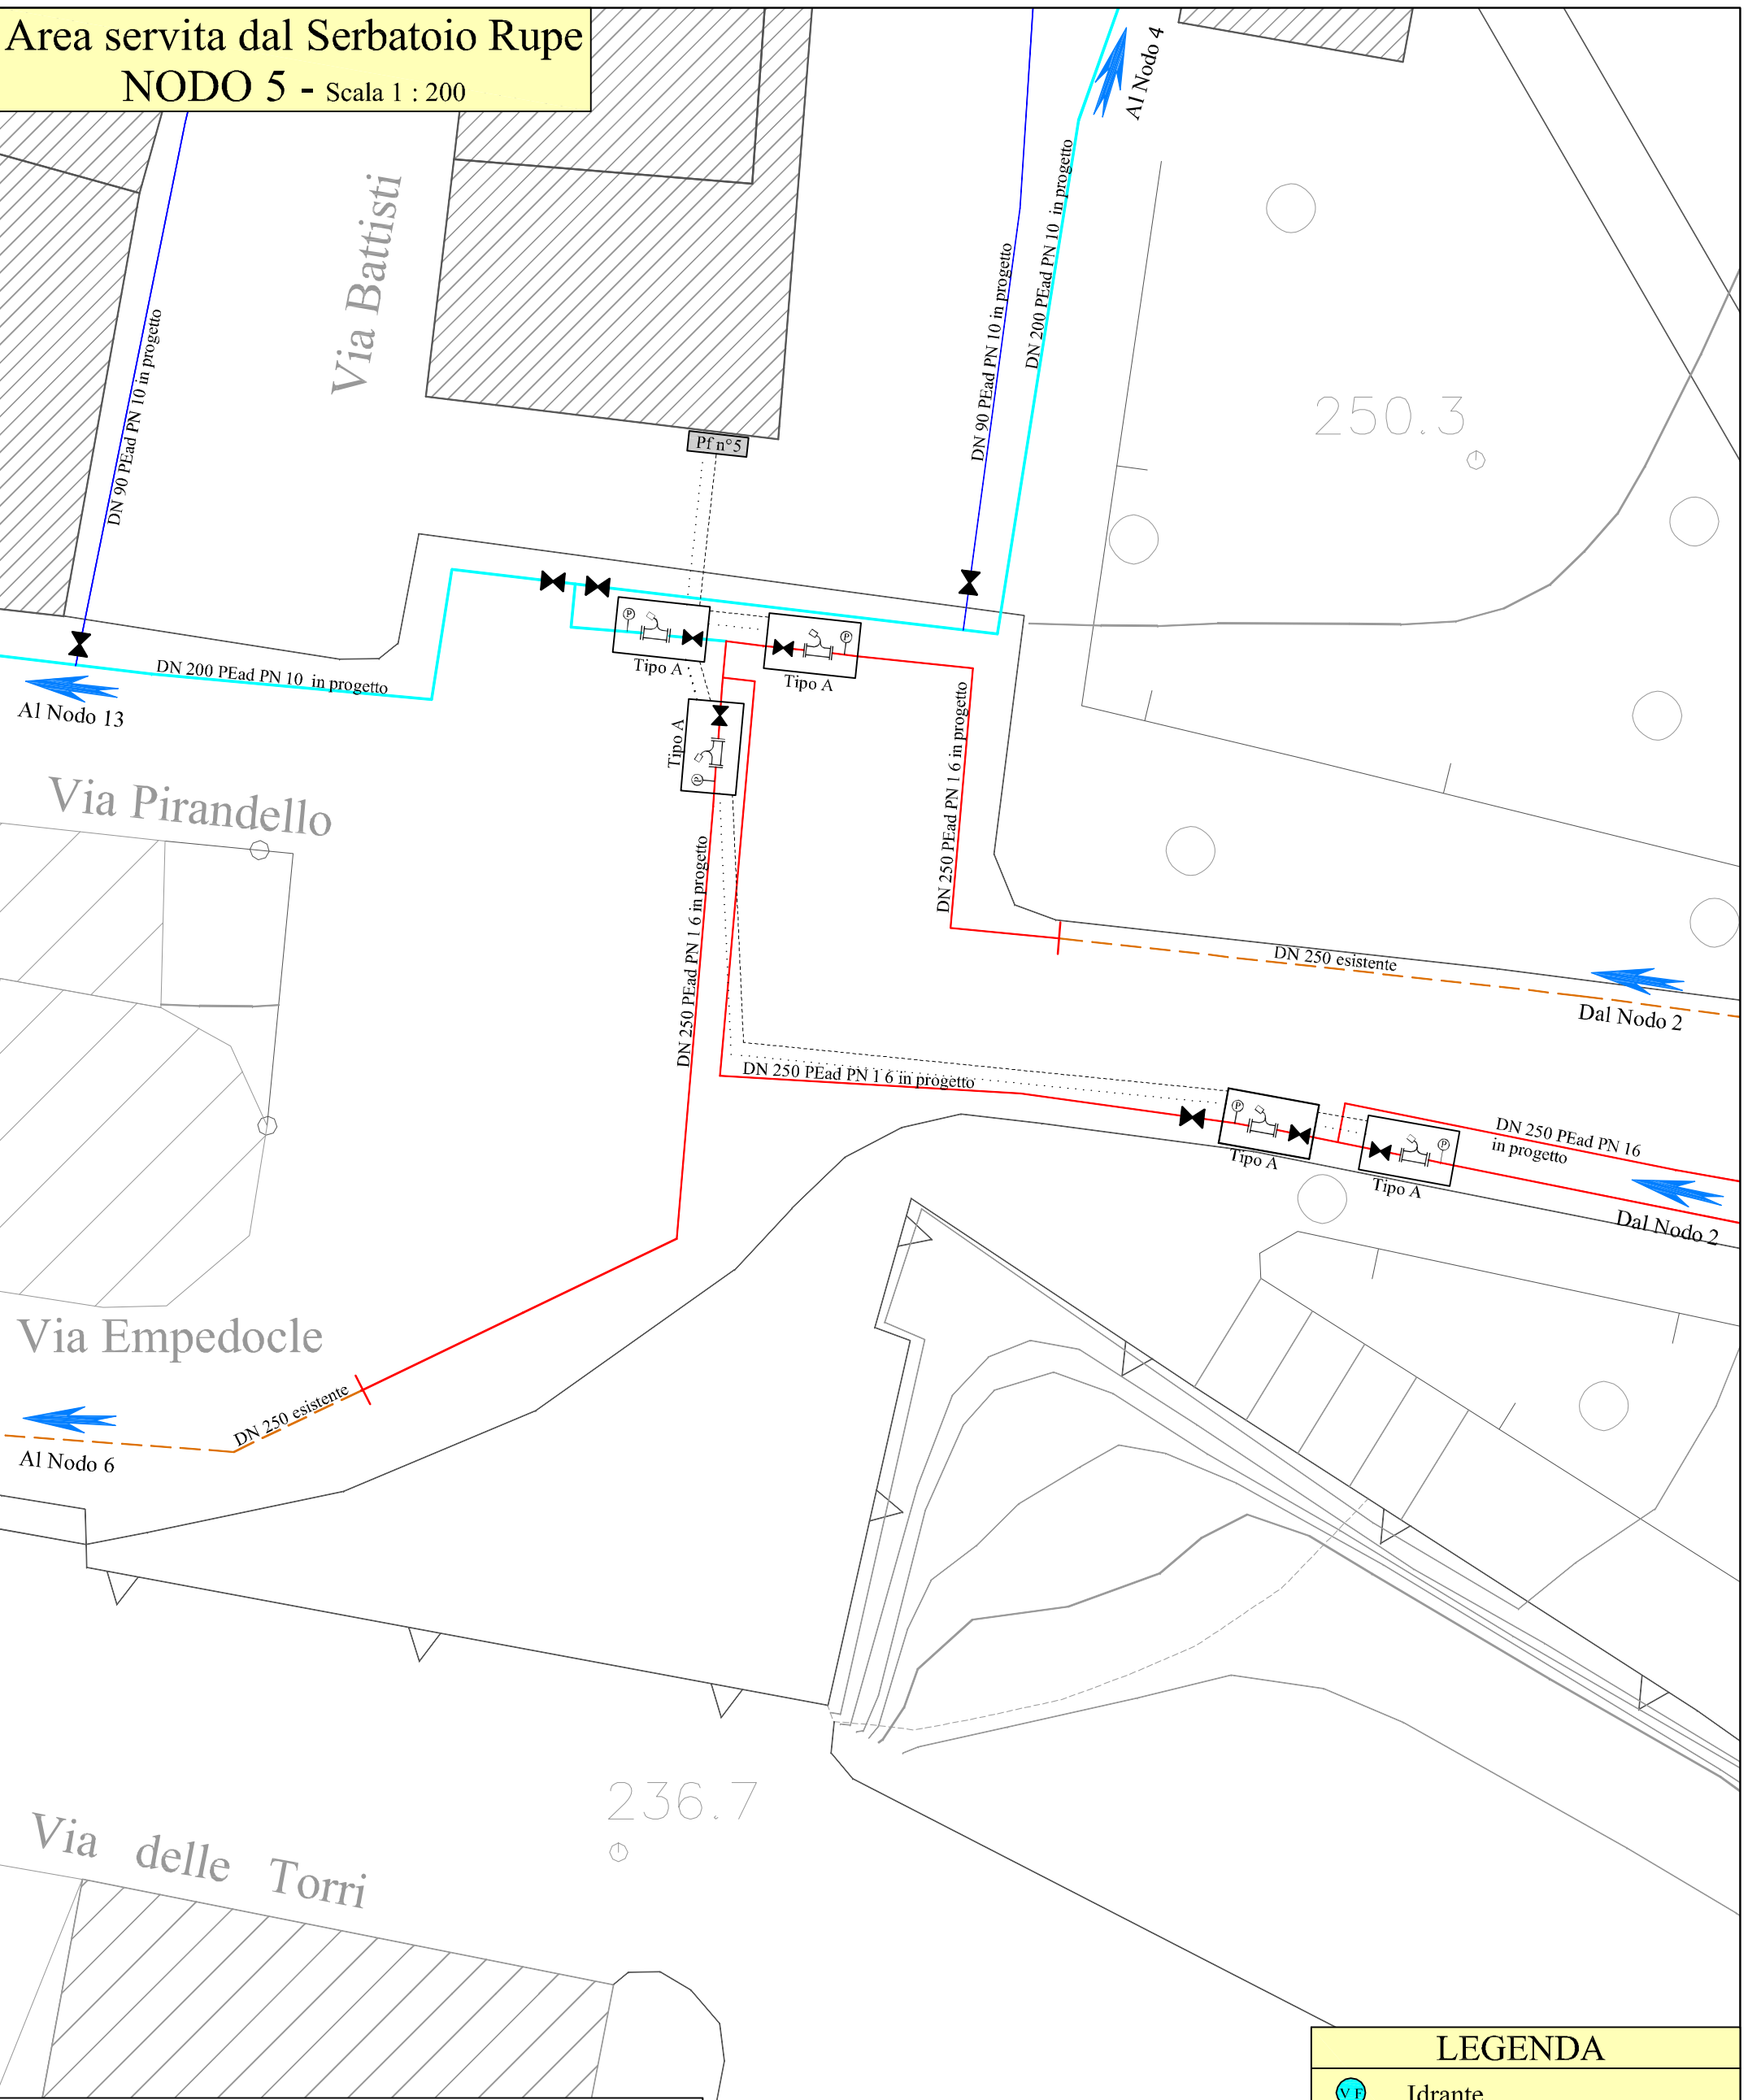 Area servita dal Serbatoio Rupe
NODO 5 - Scala 1 : 200
Al Nodo 4
DN 200 PEad PN 10 in progetto
DN 90 PEad PN 10 in progetto
Via Battisti
DN 90 PEad PN 10 in progetto
250.3
Pf n°5
P
Tipo A
P
Tipo A
DN 200 PEad PN 10 in progetto
Al Nodo 13
Tipo A
P
DN 250 PEad PN 1 6 in progetto
Via Pirandello
DN 250 PEad PN 1 6 in progetto
DN 250 esistente
Dal Nodo 2
DN 250 PEad PN 1 6 in progetto
P
Tipo A
P
Tipo A
DN 250 PEad PN 16
in progetto
Dal Nodo 2
Via Empedocle
DN 250 esistente
Al Nodo 6
236.7
Via delle Torri
LEGENDA
V F
Idrante